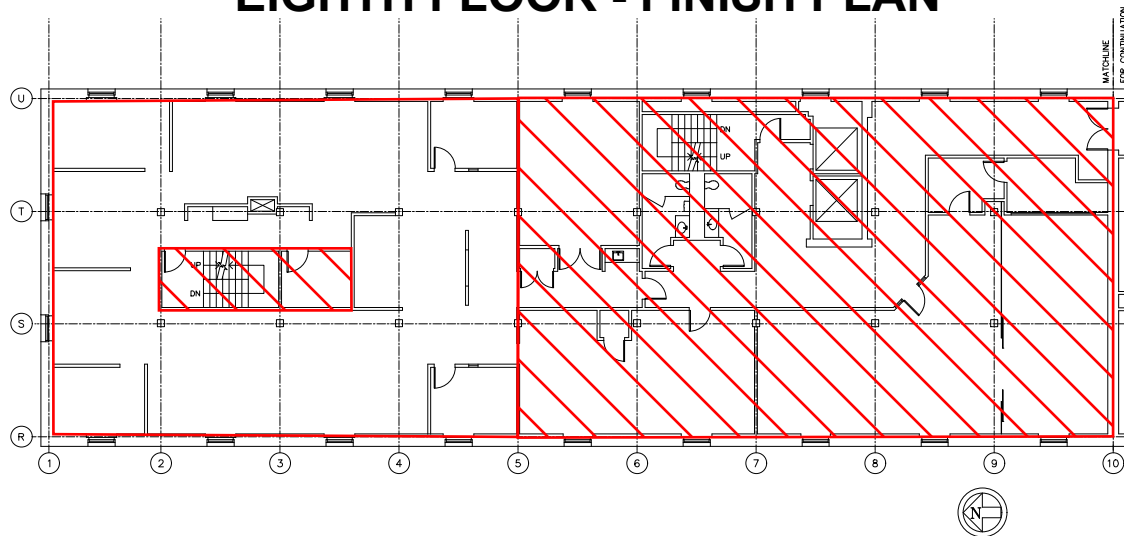 EIGHTH FLOOR - FINISH PLAN
MATCHLINE
FOR CONTINUATION
U
T
S
R
DN
UP
UP
DN
1
2
3
4
5
6
7
8
9
10
N